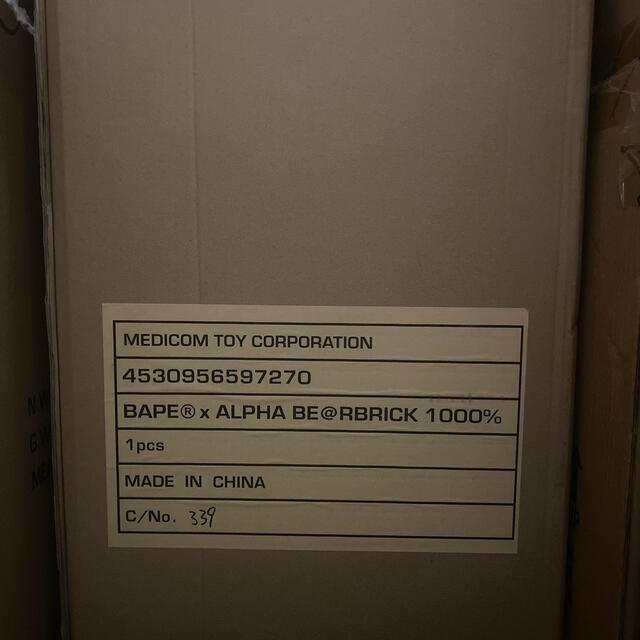 MEDICOM TOY CORPORATION
4530956597270
BAPE® x ALPHA BE@RBRICK 1000%
1pcs
MADE IN CHINA
C/No. 339